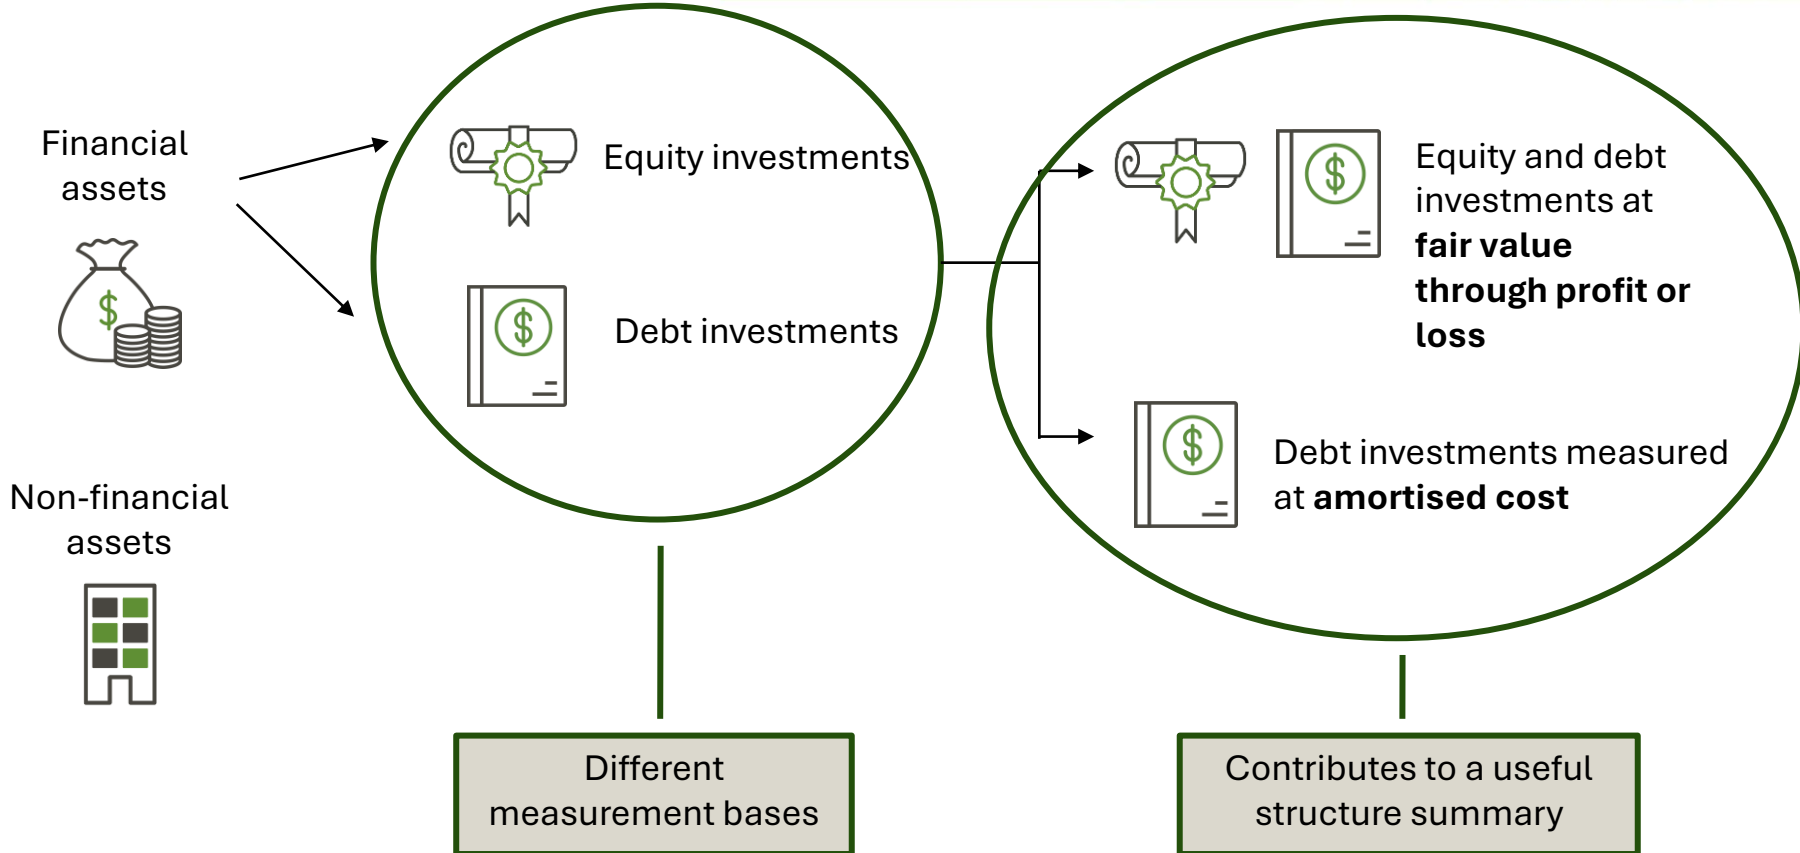 Financial
assets
$
Non-financial
assets
Equity investments
$
Debt investments
$
Equity and debt
investments at
fair value
through profit or
loss
$
Debt investments measured
at amortised cost
Different
measurement bases
Contributes to a useful
structure summary